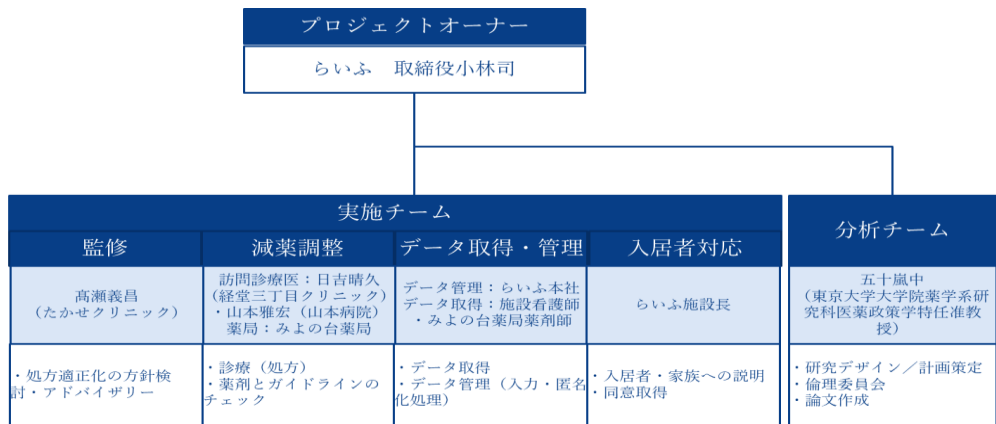 プロジェクトオーナー
らいふ　取締役小林司
実施チーム
監修
減薬調整
データ取得・管理
入居者対応
分析チーム
髙瀬義昌
(たかせクリニック)
訪問診療医：日吉晴久
(経堂三丁目クリニック)
・山本雅宏（山本病院）
薬局：みよの台薬局
データ管理：らいふ本社
データ取得：施設看護師
・みよの台薬局薬剤師
らいふ施設長
五十嵐中
（東京大学大学院薬学系研
究科医薬政策学特任准教
授）
・処方適正化の方針検
討・アドバイザリー
・診療（処方）
・薬剤とガイドラインの
チェック
・データ取得
・データ管理（入力・匿名
化処理）
・入居者・家族への説明
・同意取得
・研究デザイン／計画策定
・倫理委員会
・論文作成